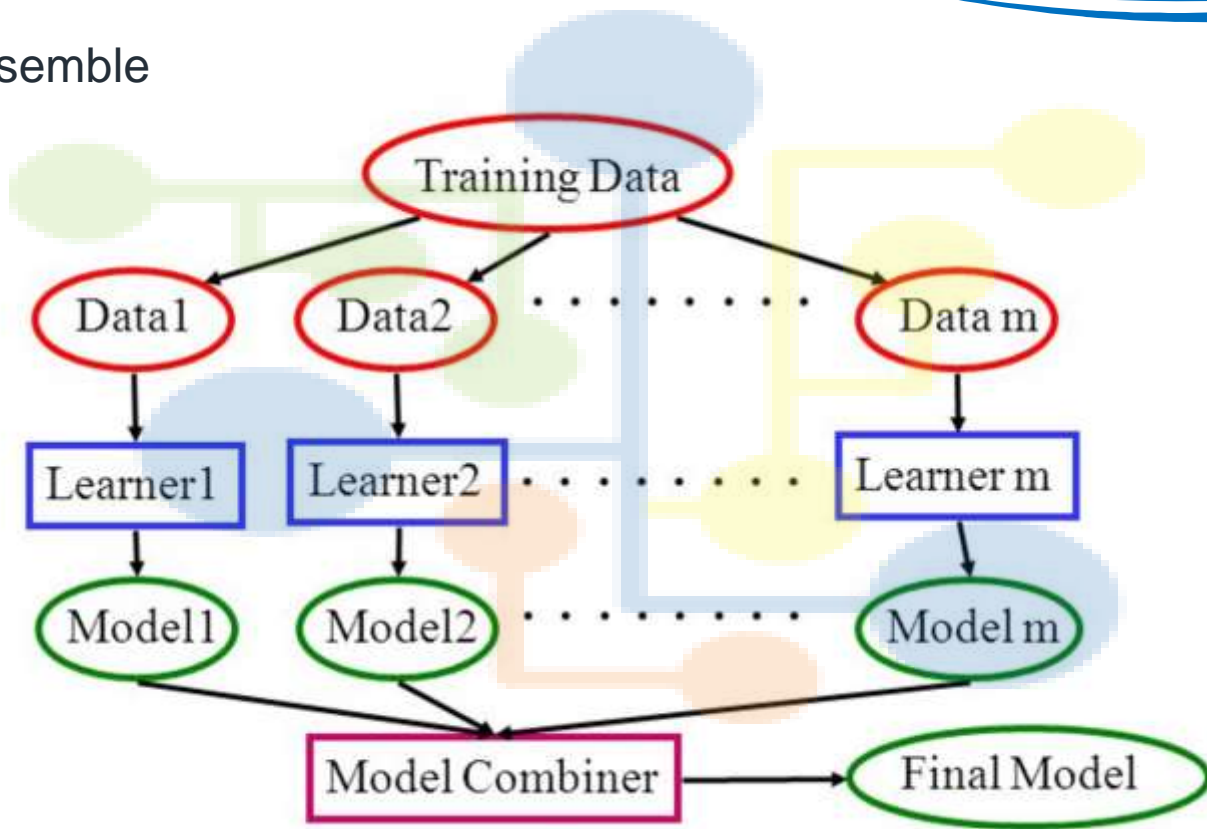 semble
Training Data
Data1 Data2 . . . . . . . . Data m
Learner1 Learner2 . . . . . . . . Learner m
Model1 Model2 . . . . . . . . Model m
Model Combiner Final Model